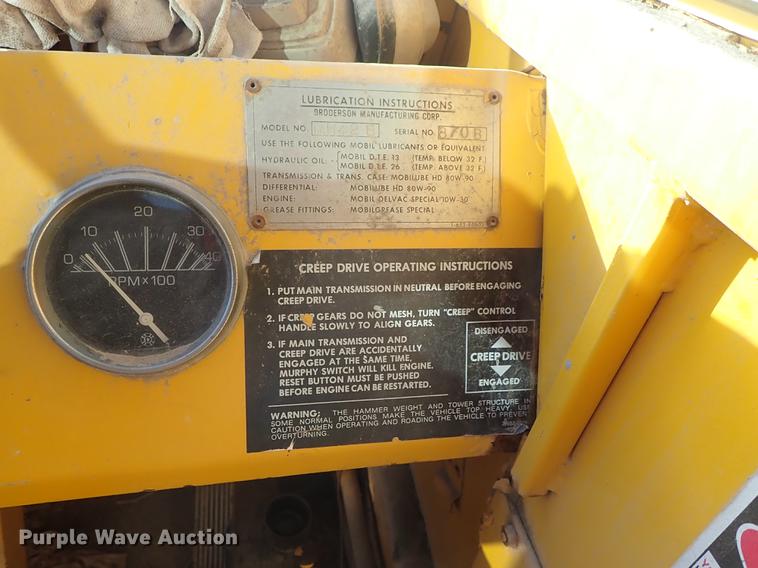 LUBRICATION INSTRUCTIONS
BRODERSON MANUFACTURING CORP.
MODEL NO. SERIAL NO. 870B
USE THE FOLLOWING MOBIL LUBRICANTS OR EQUIVALENT
HYDRAULIC OIL- MOBIL D.T.E. 13 (TEMP. BELOW 32 F.)
MOBIL D.T.E. 26 (TEMP. ABOVE 32 F.)
TRANSMISSION & TRANS. CASE: MOBILUBE HD 80W-90
DIFFERENTIAL: MOBILUBE HD 80W-90
ENGINE: MOBIL DELVAC SPECIAL 10W-30
GREASE FITTINGS: MOBILGREASE SPECIAL
0 10 20 30 40
RPM X 100
CREEP DRIVE OPERATING INSTRUCTIONS
1. PUT MAIN TRANSMISSION IN NEUTRAL BEFORE ENGAGING
CREEP DRIVE.
2. IF CREEP GEARS DO NOT MESH, TURN "CREEP" CONTROL
HANDLE SLOWLY TO ALIGN GEARS.
3. IF MAIN TRANSMISSION AND
CREEP DRIVE ARE ACCIDENTALLY
ENGAGED AT THE SAME TIME,
MURPHY SWITCH WILL KILL ENGINE.
RESET BUTTON MUST BE PUSHED
BEFORE ENGINE CAN BE RESTARTED.
DISENGAGED
CREEP DRIVE
ENGAGED
WARNING: THE HAMMER WEIGHT AND TOWER STRUCTURE IN
SOME NORMAL POSITIONS MAKE THE VEHICLE TOP HEAVY. USE
CAUTION WHEN OPERATING AND ROADING THE VEHICLE TO PREVENT
OVERTURNING.
Purple Wave Auction